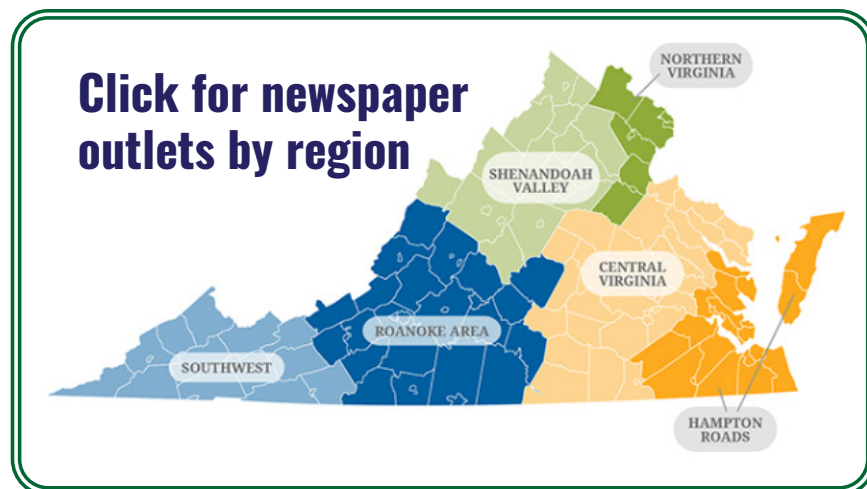 Click for newspaper
outlets by region
NORTHERN
VIRGINIA
SHENANDOAH
VALLEY
CENTRAL
VIRGINIA
ROANOKE AREA
SOUTHWEST
HAMPTON
ROADS